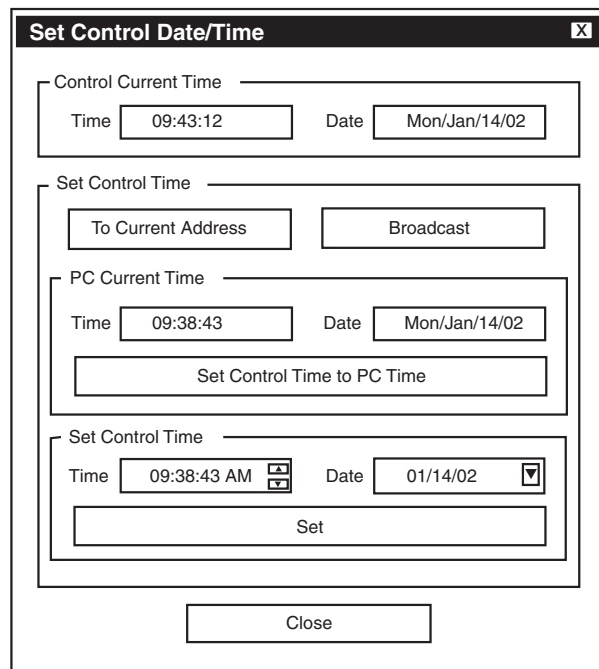 Set Control Date/Time X
Control Current Time
Time 09:43:12 Date Mon/Jan/14/02
Set Control Time
To Current Address Broadcast
PC Current Time
Time 09:38:43 Date Mon/Jan/14/02
Set Control Time to PC Time
Set Control Time
Time 09:38:43 AM Date 01/14/02
Set
Close